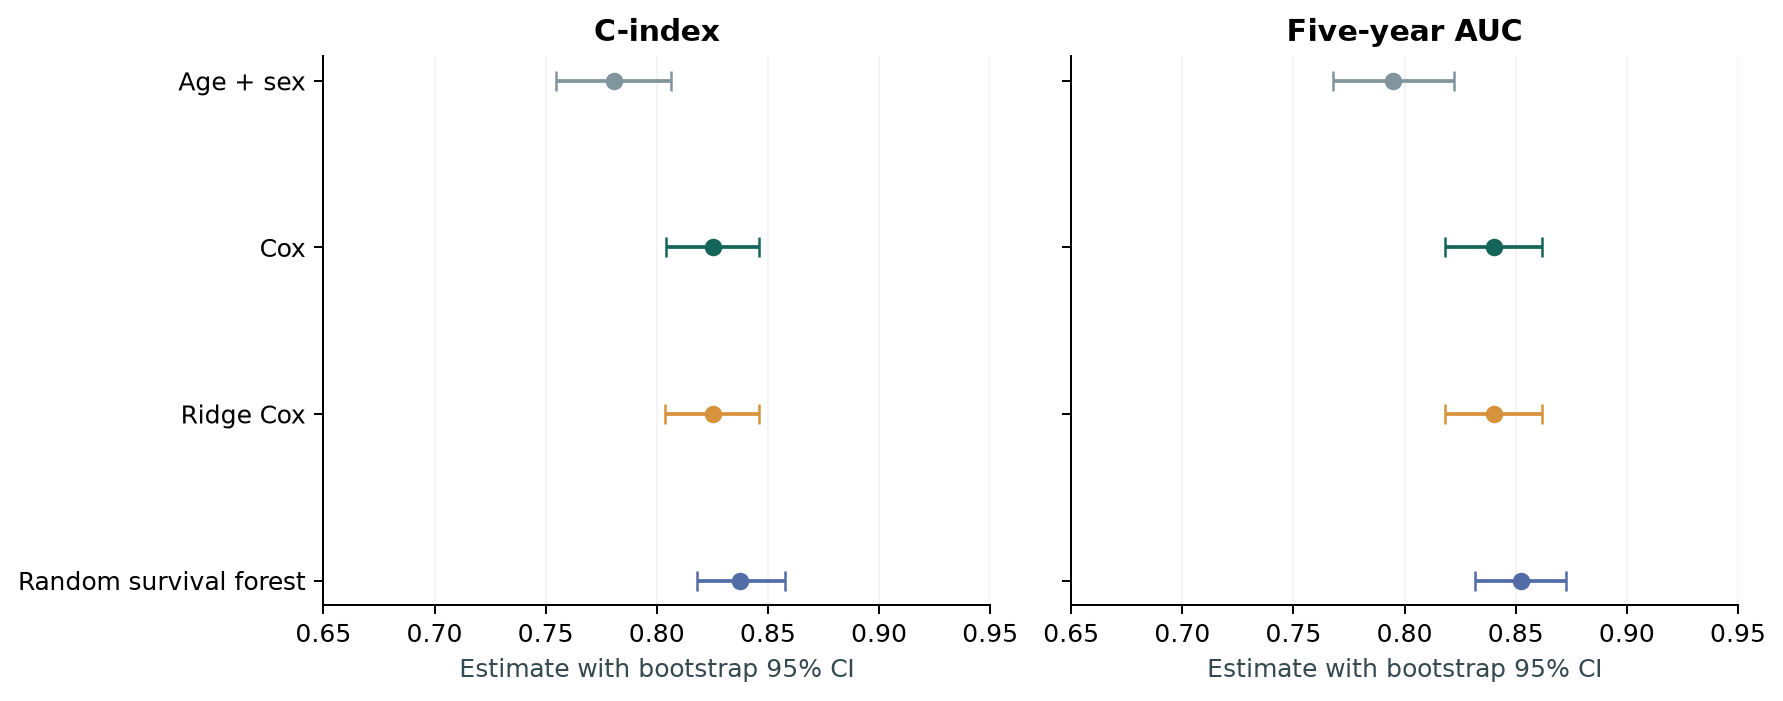 C-index
Five-year AUC
Age + sex
Cox
Ridge Cox
Random survival forest
0.65 0.70 0.75 0.80 0.85 0.90 0.95
0.65 0.70 0.75 0.80 0.85 0.90 0.95
Estimate with bootstrap 95% CI
Estimate with bootstrap 95% CI